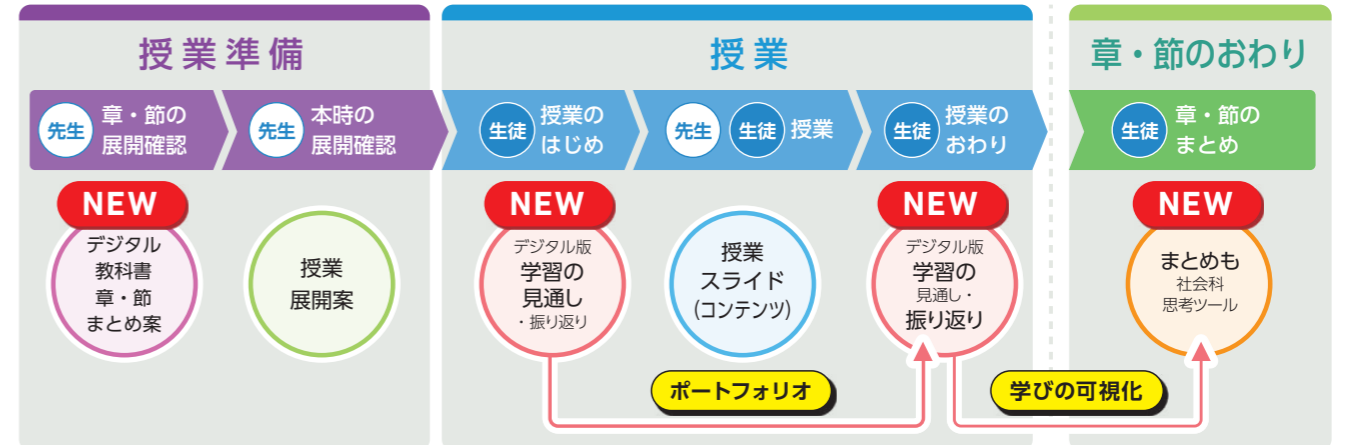 授業準備
授業
章・節のおわり
先生
章・節の
展開確認
先生
本時の
展開確認
生徒
授業の
はじめ
先生
生徒
授業
生徒
授業の
おわり
生徒
章・節の
まとめ
NEW
デジタル
教科書
章・節
まとめ案
授業
展開案
NEW
デジタル版
学習の
見通し
・振り返り
授業
スライド
(コンテンツ)
NEW
デジタル版
学習の
見通し・
振り返り
NEW
まとめも
社会科
思考ツール
ポートフォリオ
学びの可視化